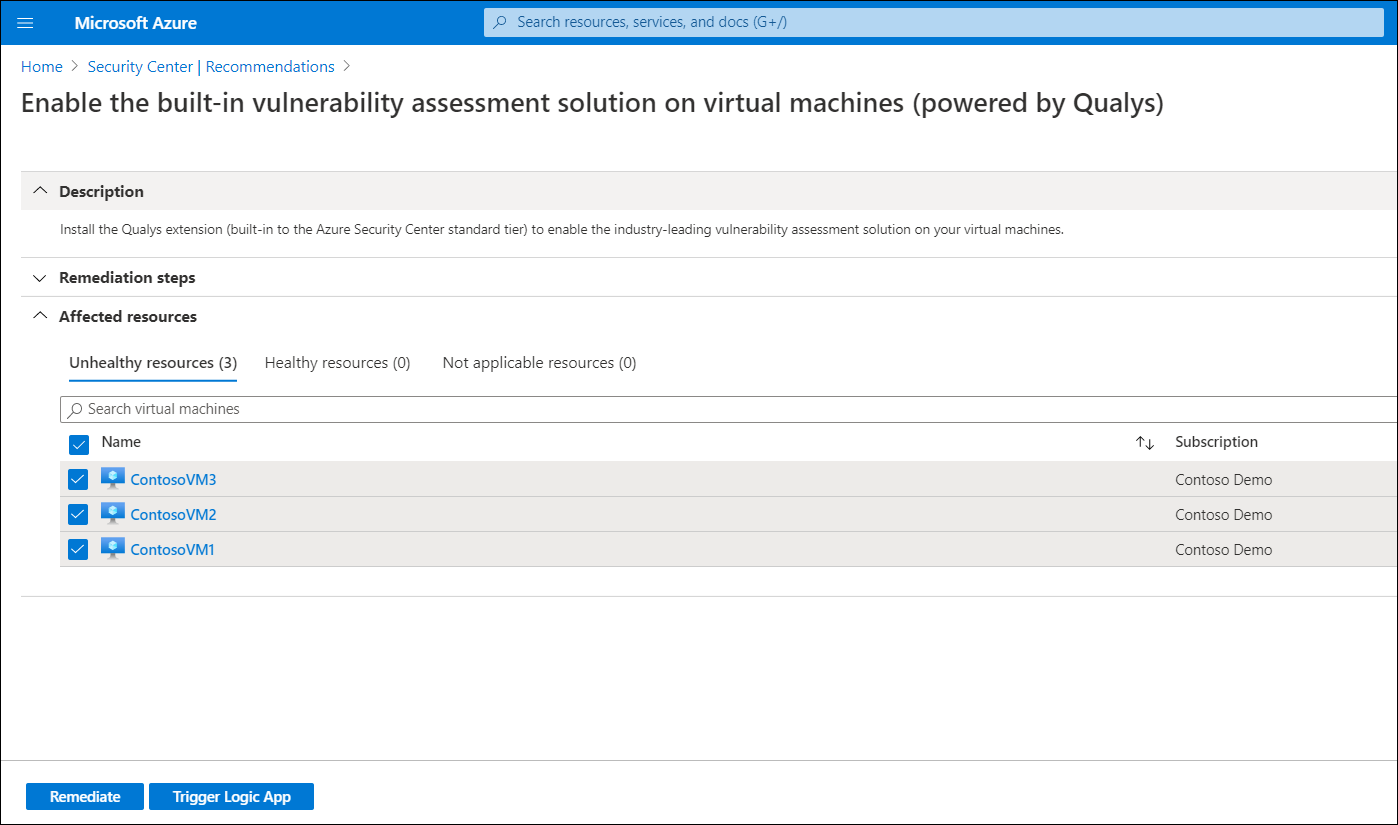 Microsoft Azure
Search resources, services, and docs (G+/)
Home > Security Center | Recommendations >
Enable the built-in vulnerability assessment solution on virtual machines (powered by Qualys)
Description
Install the Qualys extension (built-in to the Azure Security Center standard tier) to enable the industry-leading vulnerability assessment solution on your virtual machines.
Remediation steps
Affected resources
Unhealthy resources (3) Healthy resources (0) Not applicable resources (0)
Search virtual machines
Name Subscription
ContosoVM3 Contoso Demo
ContosoVM2 Contoso Demo
ContosoVM1 Contoso Demo
Remediate Trigger Logic App